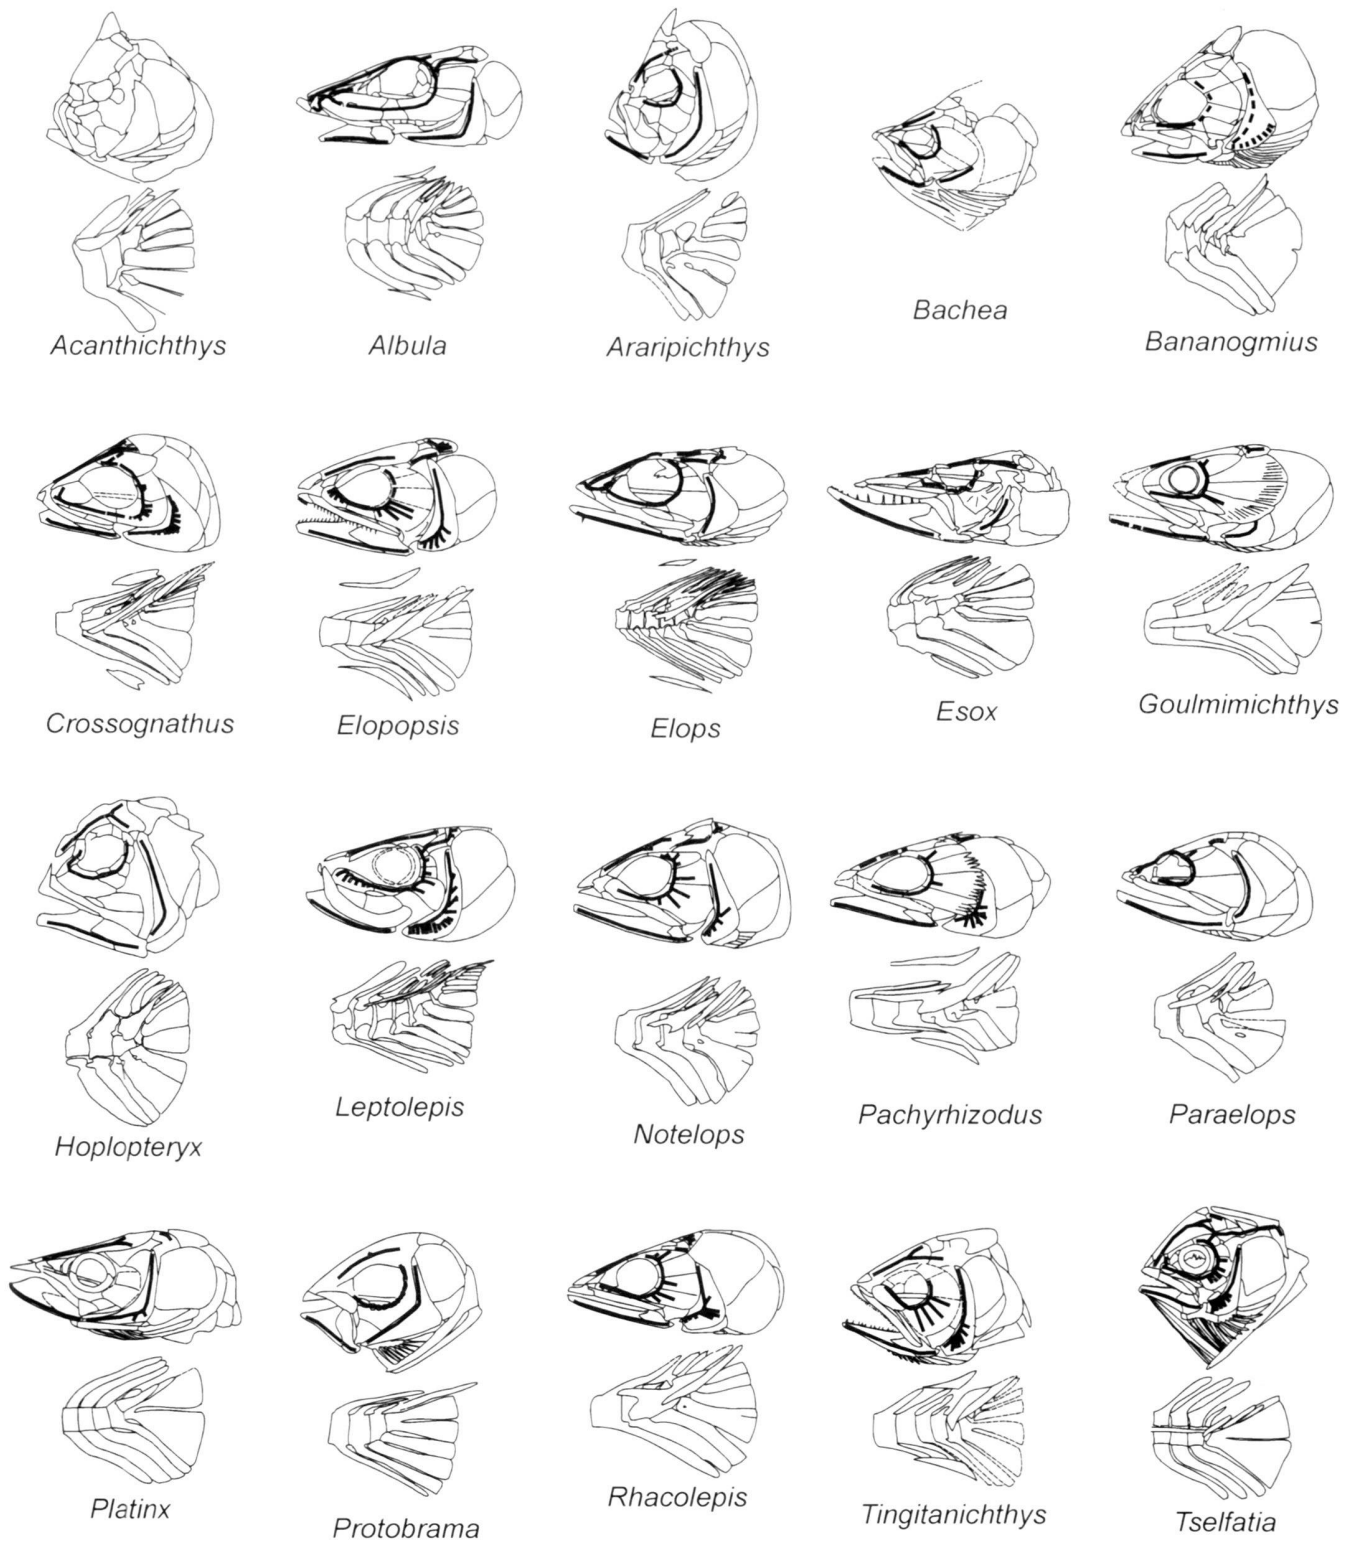 Acanthichthys
Albula
Araripichthys
Bachea
Bananogmius
Crossognathus
Elopopsis
Elops
Esox
Goulmimichthys
Hoplopteryx
Leptolepis
Notelops
Pachyrhizodus
Paraelops
Platinx
Protobrama
Rhacolepis
Tingitanichthys
Tselfatia